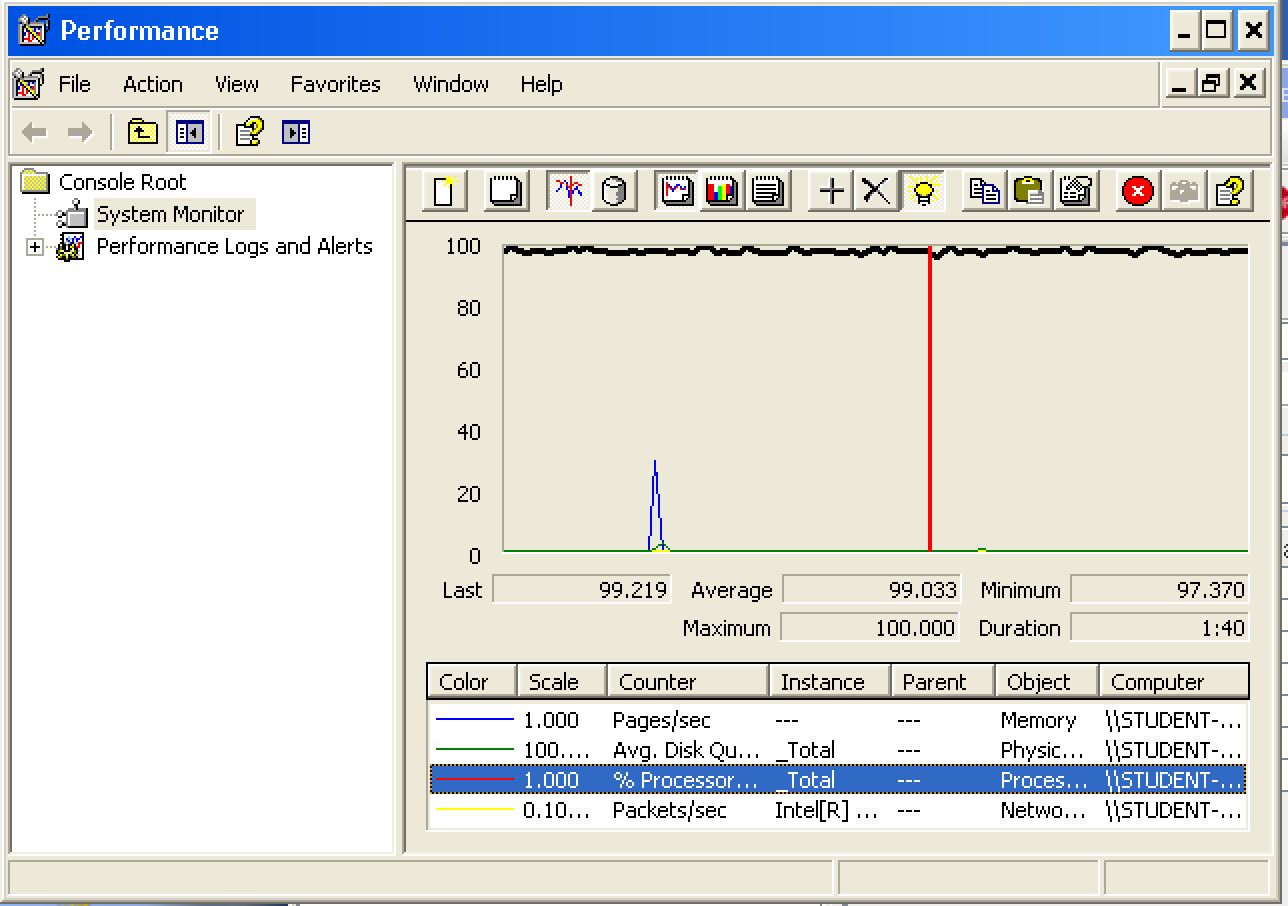 Performance
File Action View Favorites Window Help
Console Root
System Monitor
Performance Logs and Alerts
100
80
60
40
20
0
Last 99.219 Average 99.033 Minimum 97.370
Maximum 100.000 Duration 1:40
Color Scale Counter Instance Parent Object Computer
1.000 Pages/sec --- --- Memory \\STUDENT-...
100.... Avg. Disk Qu... _Total --- Physic... \\STUDENT-...
1.000 % Processor... _Total --- Proces... \\STUDENT-...
0.10... Packets/sec Intel[R] ... --- Netwo... \\STUDENT-...